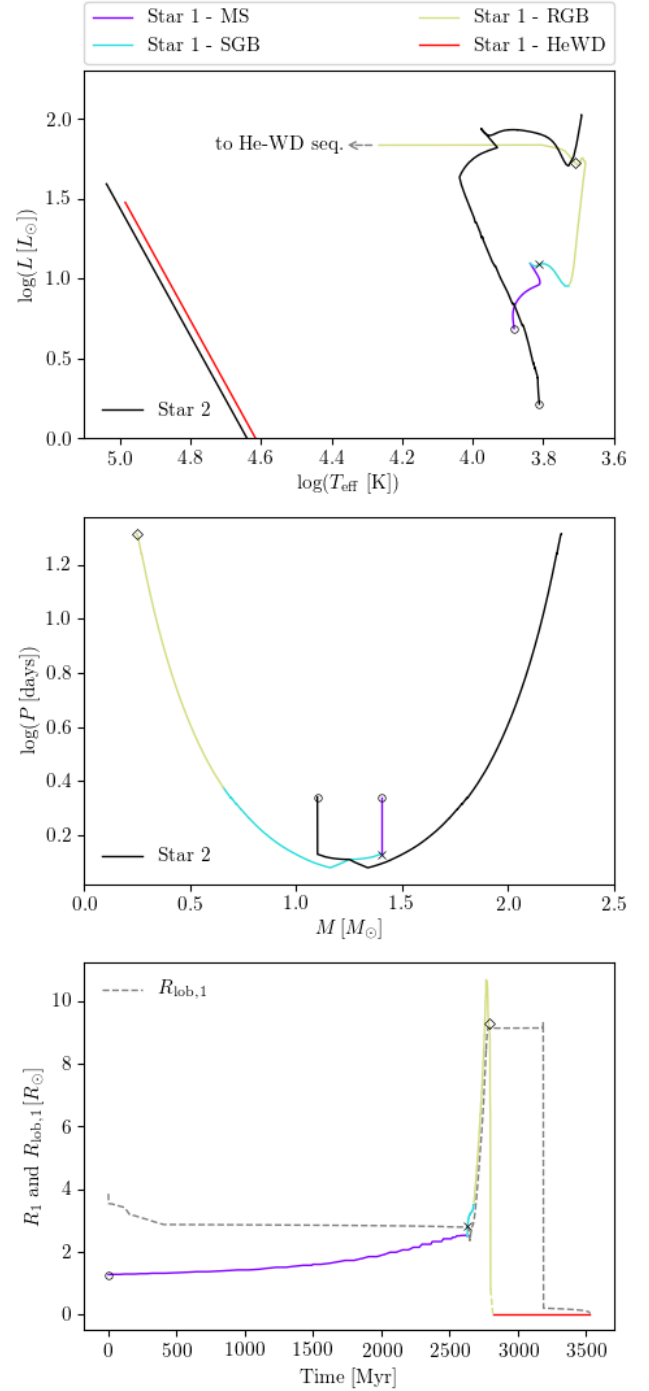 Star 1 - MS Star 1 - RGB
Star 1 - SGB Star 1 - HeWD
2.0
1.5
1.0
0.5
0.0
log(L [L⊙])
to He-WD seq.
Star 2
5.0 4.8 4.6 4.4 4.2 4.0 3.8 3.6
log(Teff [K])
1.2
1.0
0.8
0.6
0.4
0.2
log(P [days])
Star 2
0.0 0.5 1.0 1.5 2.0 2.5
M [M⊙]
10
8
6
4
2
0
R1 and Rlob,1 [R⊙]
Rlob,1
0 500 1000 1500 2000 2500 3000 3500
Time [Myr]